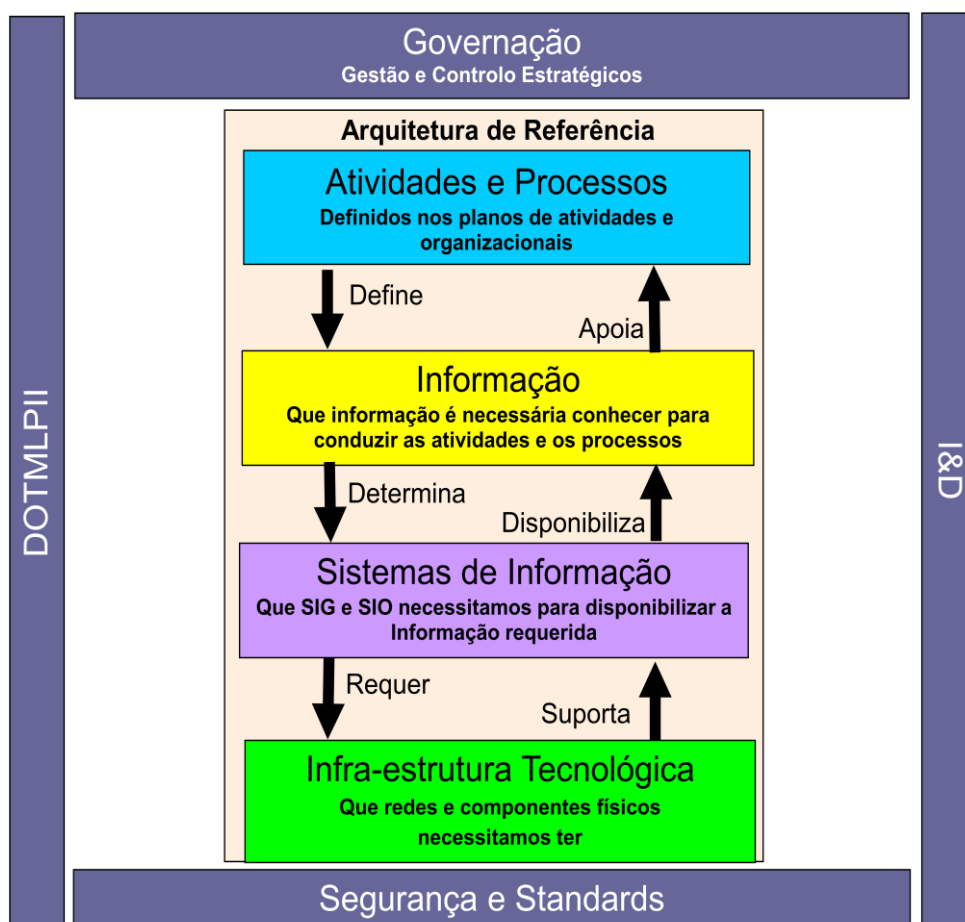 Governação
Gestão e Controlo Estratégicos
DOTMLPII
Arquitetura de Referência
Atividades e Processos
Definidos nos planos de atividades e
organizacionais
Define
Apoia
Informação
Que informação é necessária conhecer para
conduzir as atividades e os processos
Determina
Disponibiliza
Sistemas de Informação
Que SIG e SIO necessitamos para disponibilizar a
Informação requerida
Requer
Suporta
Infra-estrutura Tecnológica
Que redes e componentes físicos
necessitamos ter
I&D
Segurança e Standards